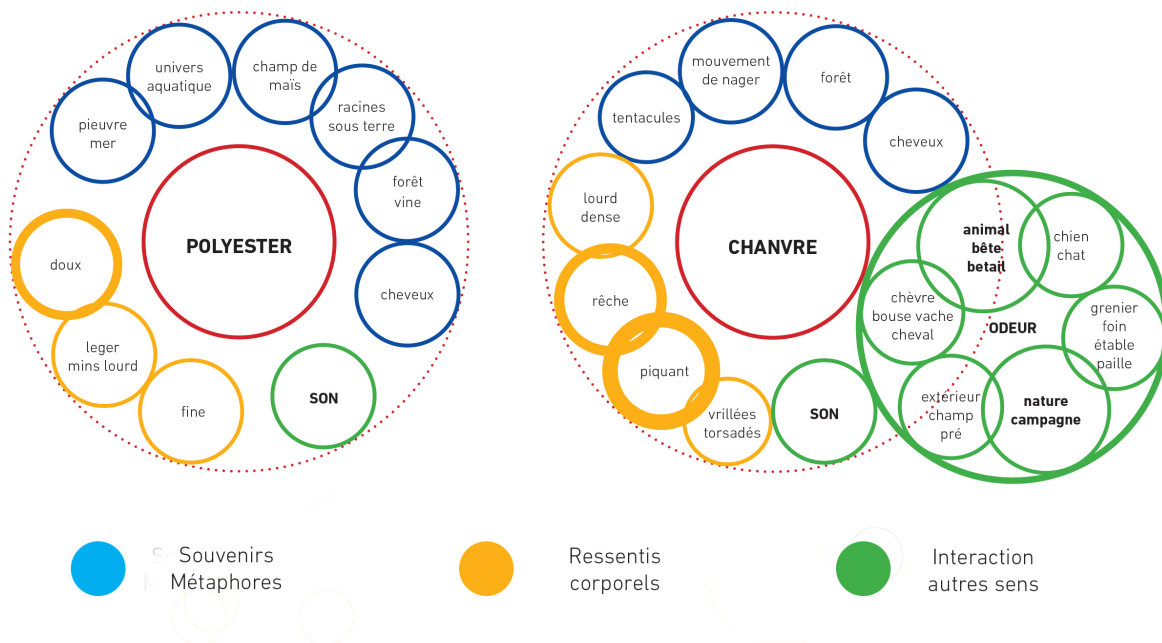 univers
aquatique
champ de
maïs
pieuvre
mer
racines
sous terre
forêt
vine
POLYESTER
doux
cheveux
leger
mins lourd
fine
SON
mouvement
de nager
forêt
tentacules
cheveux
lourd
dense
CHANVRE
rêche
piquant
vrillées
torsadés
SON
animal
bête
betail
chien
chat
chèvre
bouse vache
cheval
ODEUR
grenier
foin
étable
paille
extérieur
champ
pré
nature
campagne
Souvenirs
Métaphores
Ressentis
corporels
Interaction
autres sens